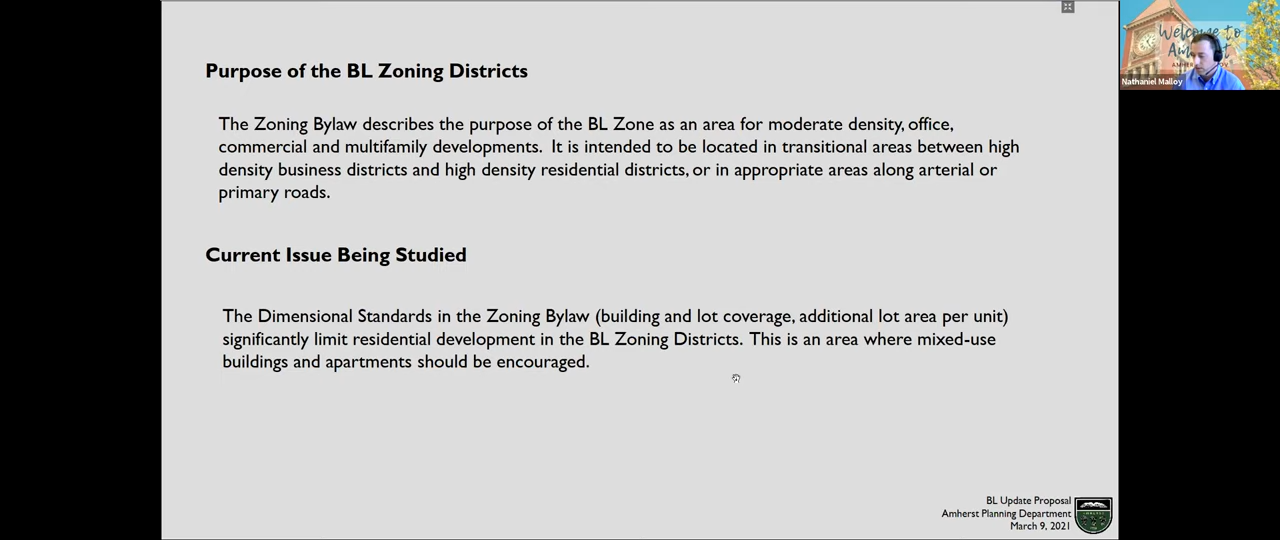 Purpose of the BL Zoning Districts
The Zoning Bylaw describes the purpose of the BL Zone as an area for moderate density, office,
commercial and multifamily developments. It is intended to be located in transitional areas between high
density business districts and high density residential districts, or in appropriate areas along arterial or
primary roads.
Current Issue Being Studied
The Dimensional Standards in the Zoning Bylaw (building and lot coverage, additional lot area per unit)
significantly limit residential development in the BL Zoning Districts. This is an area where mixed-use
buildings and apartments should be encouraged.
BL Update Proposal
Amherst Planning Department
March 9, 2021
Welcome to
Nathaniel Malloy